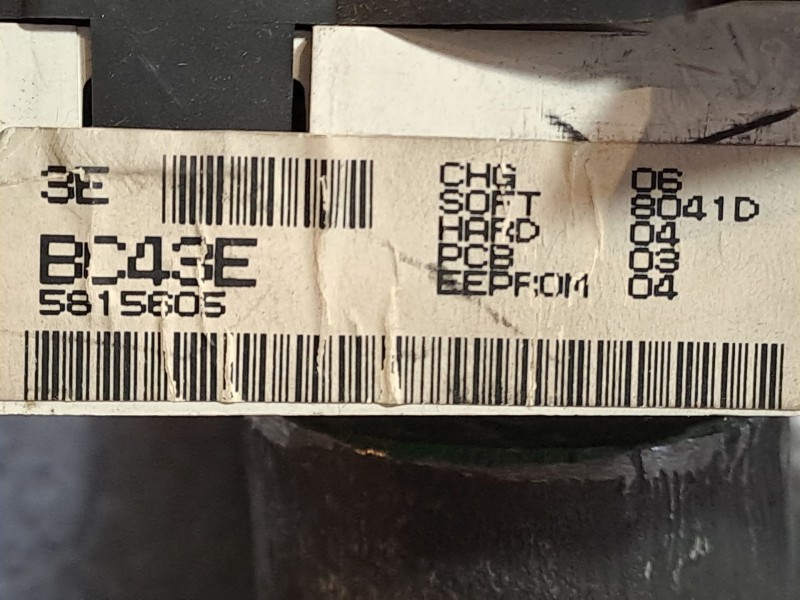 3E
BC43E
5815605
CHG 06
SOFT 8041D
HARD 04
PCB 03
EEPROM 04